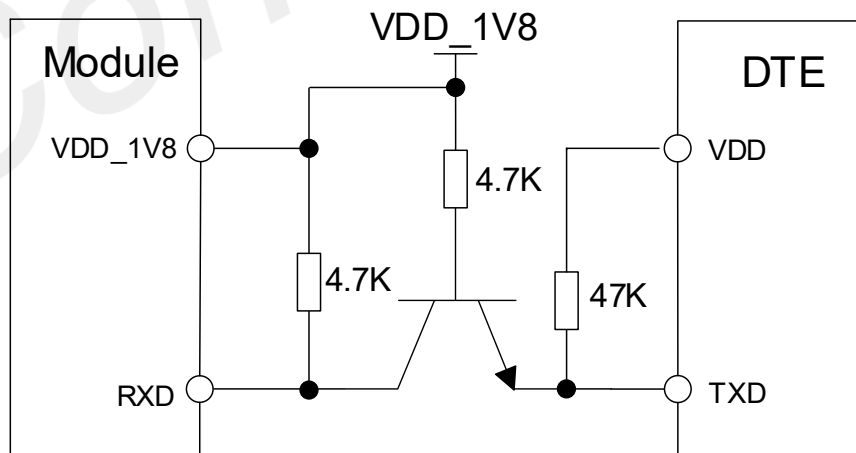 VDD_1V8
Module
DTE
VDD_1V8
VDD
4.7K
4.7K
47K
RXD
TXD